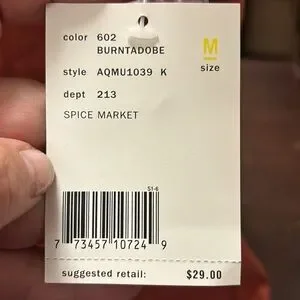 color 602
BURNTADOBE
M
size
style AQMU1039 K
dept 213
SPICE MARKET
51-6
7 73457 10724 9
suggested retail: $29.00